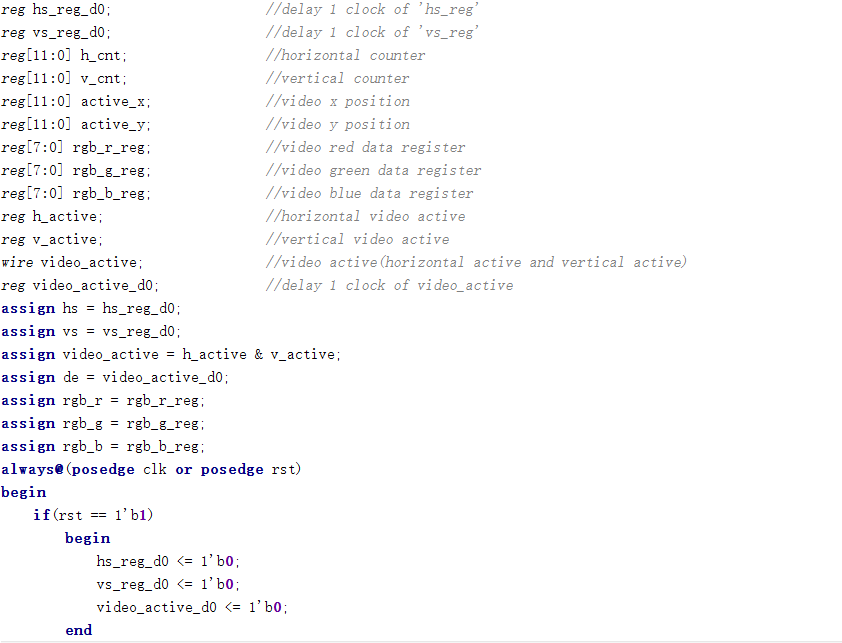 reg hs_reg_d0; //delay 1 clock of 'hs_reg'
reg vs_reg_d0; //delay 1 clock of 'vs_reg'
reg[11:0] h_cnt; //horizontal counter
reg[11:0] v_cnt; //vertical counter
reg[11:0] active_x; //video x position
reg[11:0] active_y; //video y position
reg[7:0] rgb_r_reg; //video red data register
reg[7:0] rgb_g_reg; //video green data register
reg[7:0] rgb_b_reg; //video blue data register
reg h_active; //horizontal video active
reg v_active; //vertical video active
wire video_active; //video active(horizontal active and vertical active)
reg video_active_d0; //delay 1 clock of video_active
assign hs = hs_reg_d0;
assign vs = vs_reg_d0;
assign video_active = h_active & v_active;
assign de = video_active_d0;
assign rgb_r = rgb_r_reg;
assign rgb_g = rgb_g_reg;
assign rgb_b = rgb_b_reg;
always@(posedge clk or posedge rst)
begin
    if(rst == 1'b1)
        begin
            hs_reg_d0 <= 1'b0;
            vs_reg_d0 <= 1'b0;
            video_active_d0 <= 1'b0;
        end